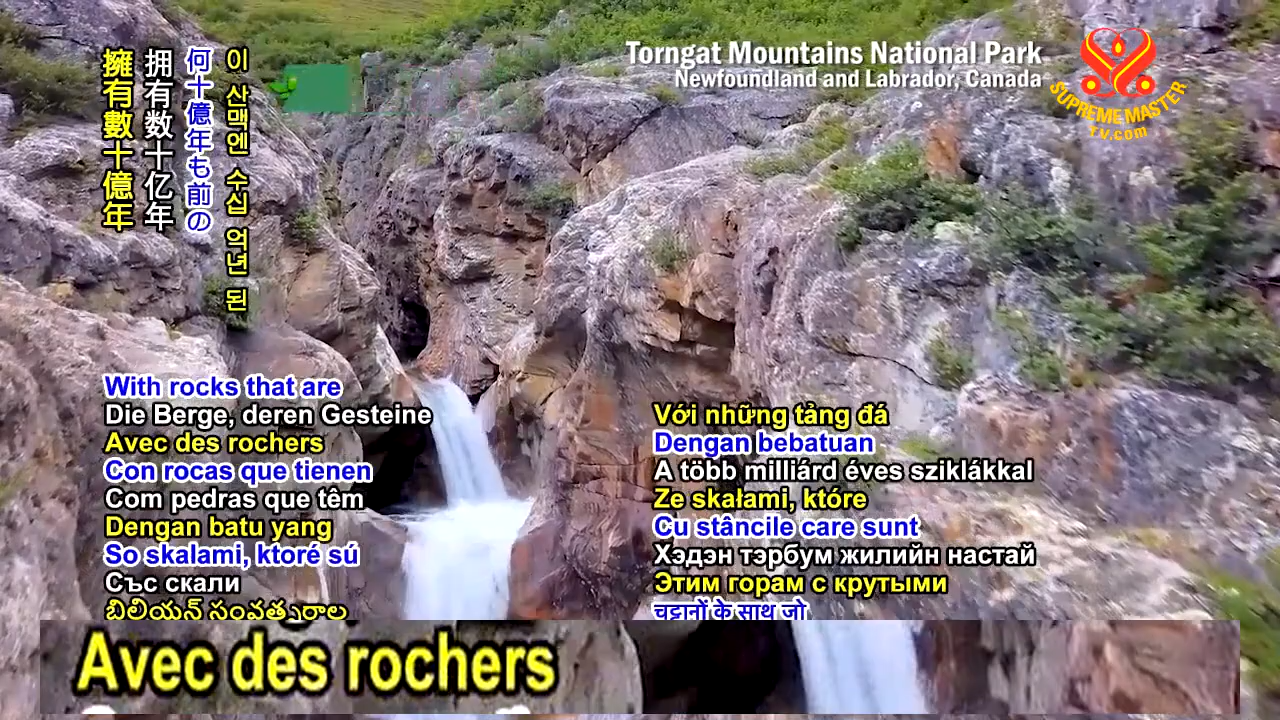 擁有數十億年
拥有数十亿年
何十億年も前の
이 산맥엔 수십 억년 된
Torngat Mountains National Park
Newfoundland and Labrador, Canada
SUPREME MASTER
TV.com
With rocks that are
Die Berge, deren Gesteine
Avec des rochers
Con rocas que tienen
Com pedras que têm
Dengan batu yang
So skalami, ktoré sú
Със скали
బిలియన్ సంవత్సరాల
Với những tảng đá
Dengan bebatuan
A több milliárd éves sziklákkal
Ze skałami, które
Cu stâncile care sunt
Хэдэн тэрбум жилийн настай
Этим горам с крутыми
चट्टानों के साथ जो
Avec des rochers